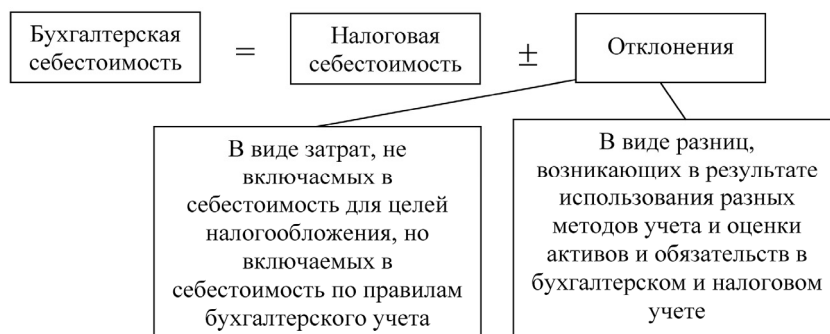 Бухгалтерская
себестоимость
=
Налоговая
себестоимость
±
Отклонения
В виде затрат, не
включаемых в
себестоимость для целей
налогообложения, но
включаемых в
себестоимость по правилам
бухгалтерского учета
В виде разниц,
возникающих в результате
использования разных
методов учета и оценки
активов и обязательств в
бухгалтерском и налоговом
учете